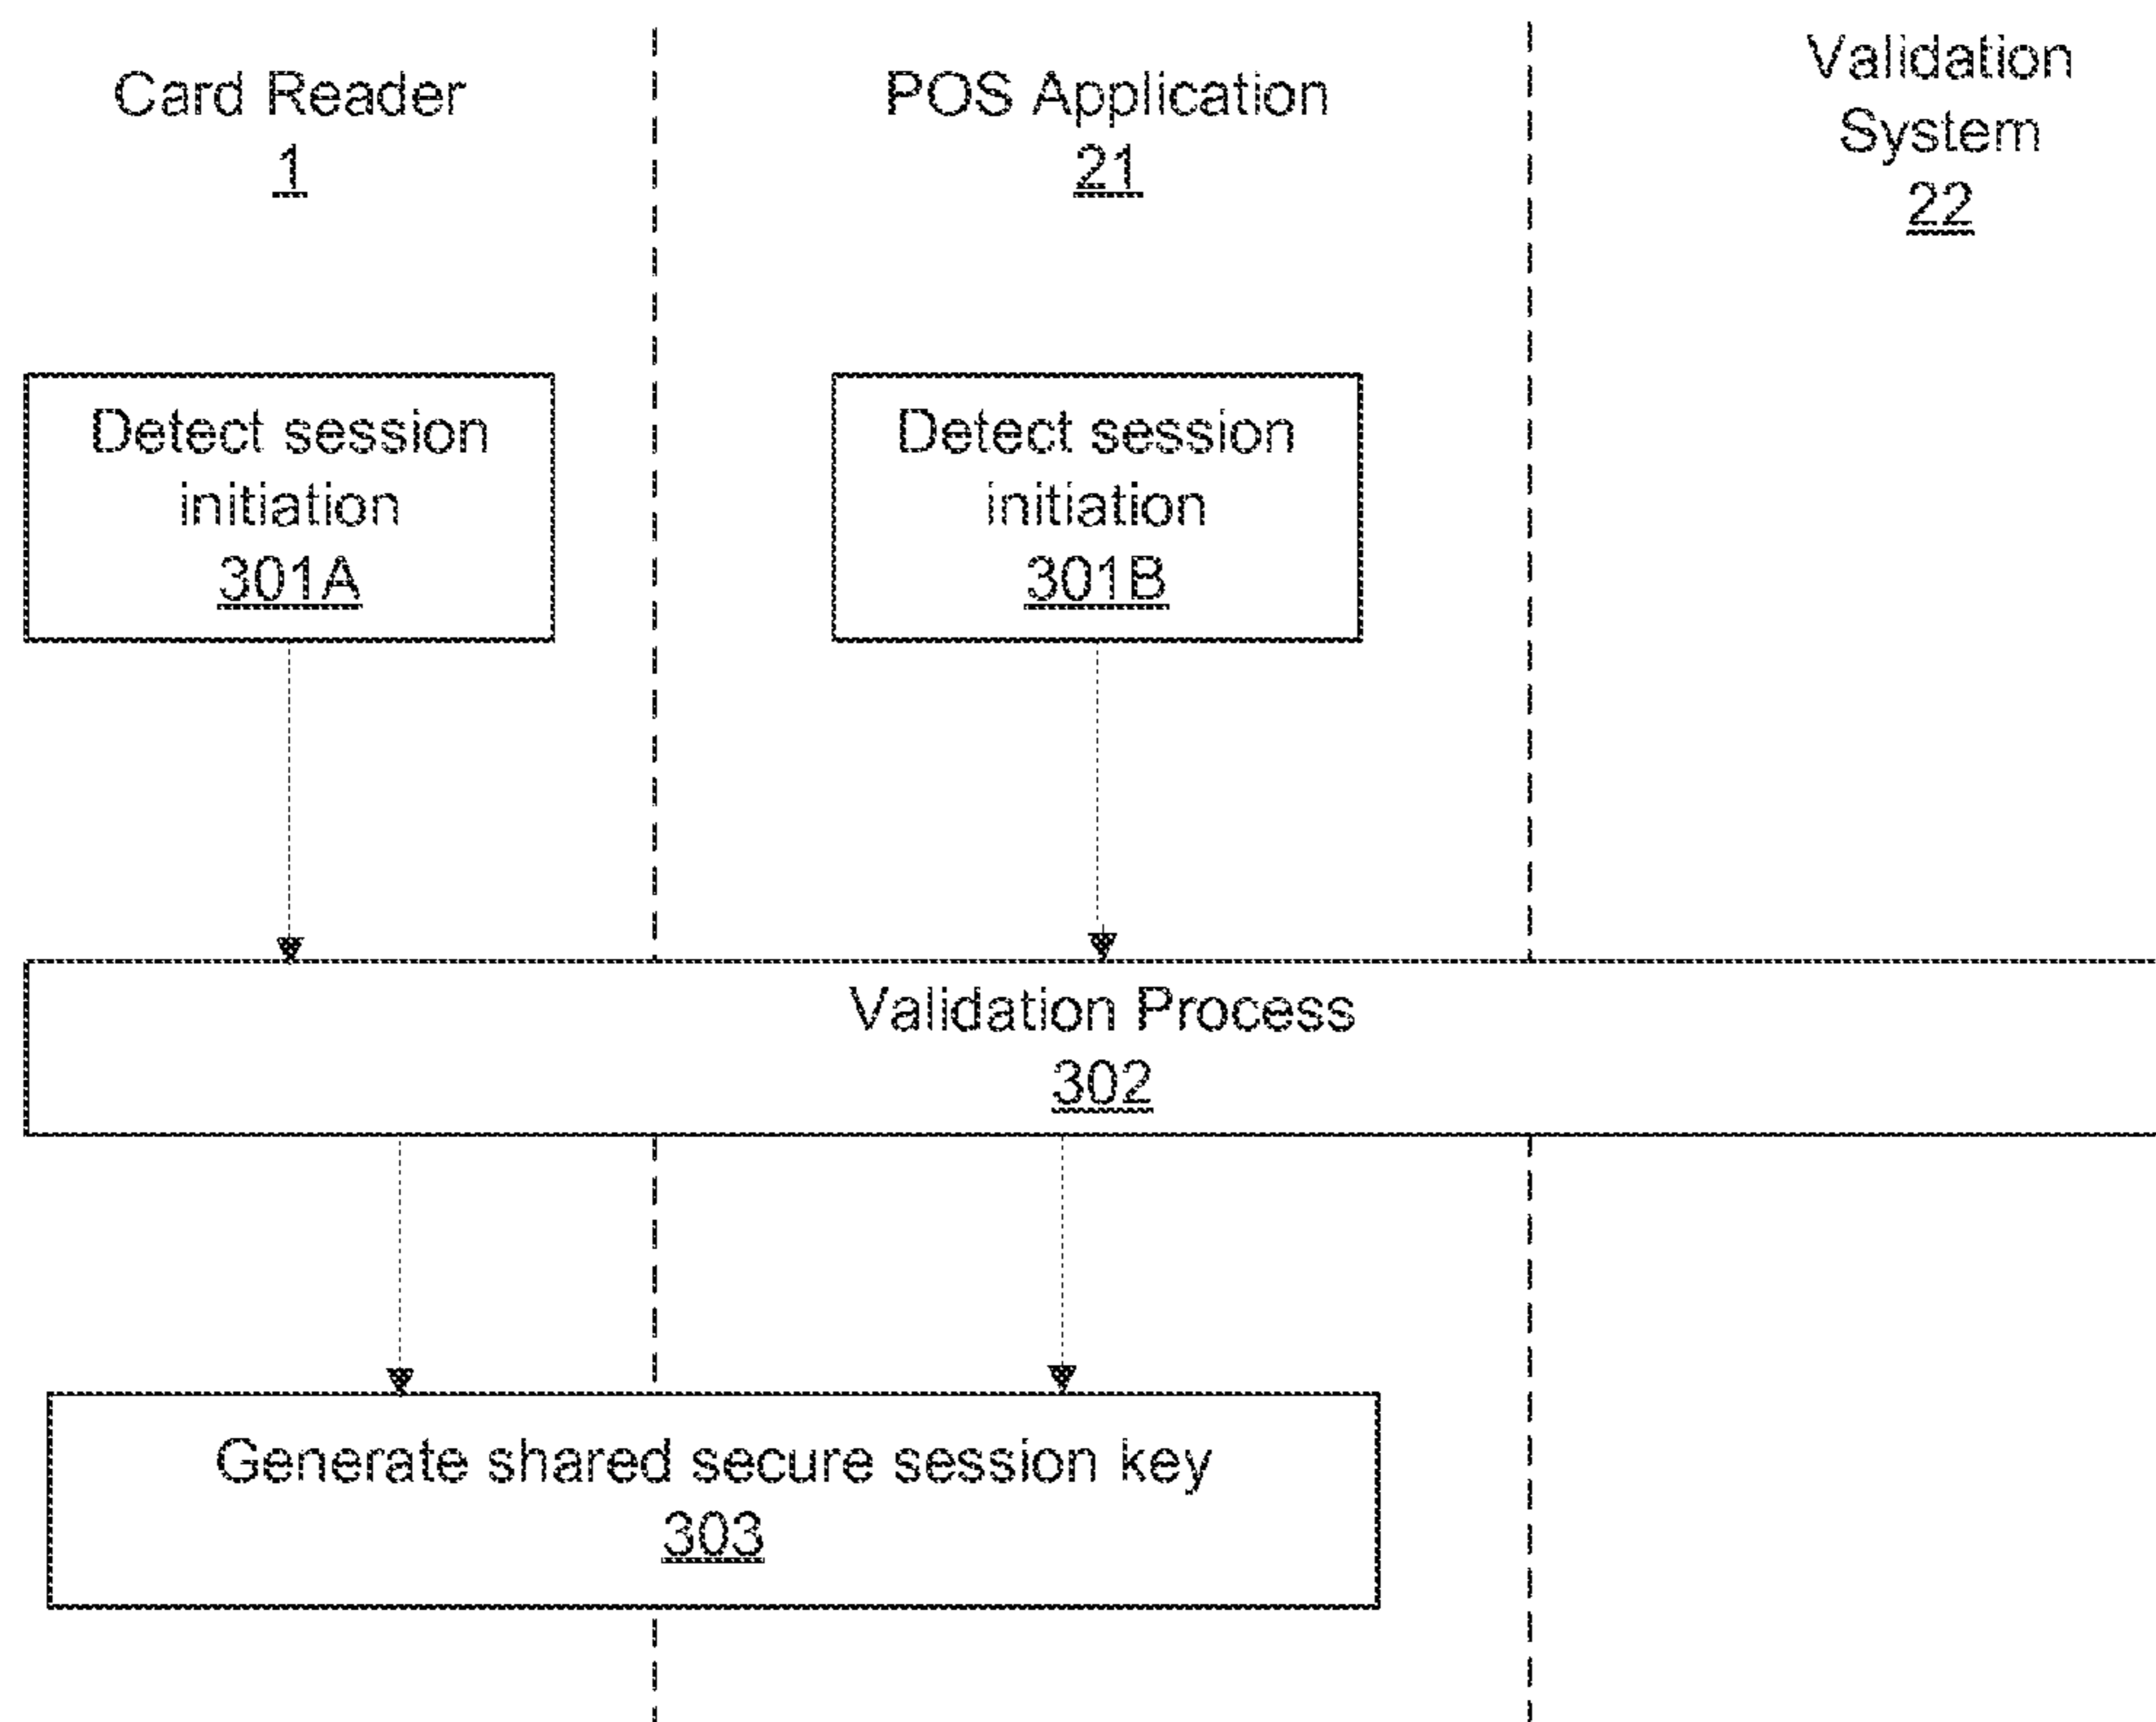 Card Reader
1
POS Application
21
Validation
System
22
Detect session
initiation
301A
Detect session
initiation
301B
Validation Process
302
Generate shared secure session key
303